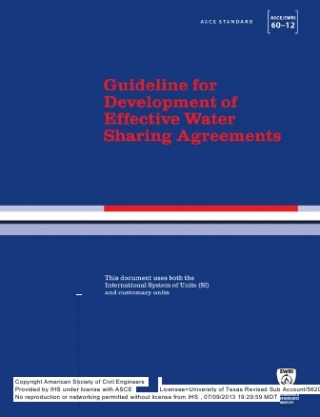 ASCE STANDARD
ASCE/EWRI
60-12
Guideline for
Development of
Effective Water
Sharing Agreements
This document uses both the
International System of Units (SI)
and customary units
EWRI
Copyright American Society of Civil Engineers
Provided by IHS under license with ASCE
Licensee=University of Texas Revised Sub Account/5620
No reproduction or networking permitted without license from IHS , 07/09/2013 19:29:59 MDT